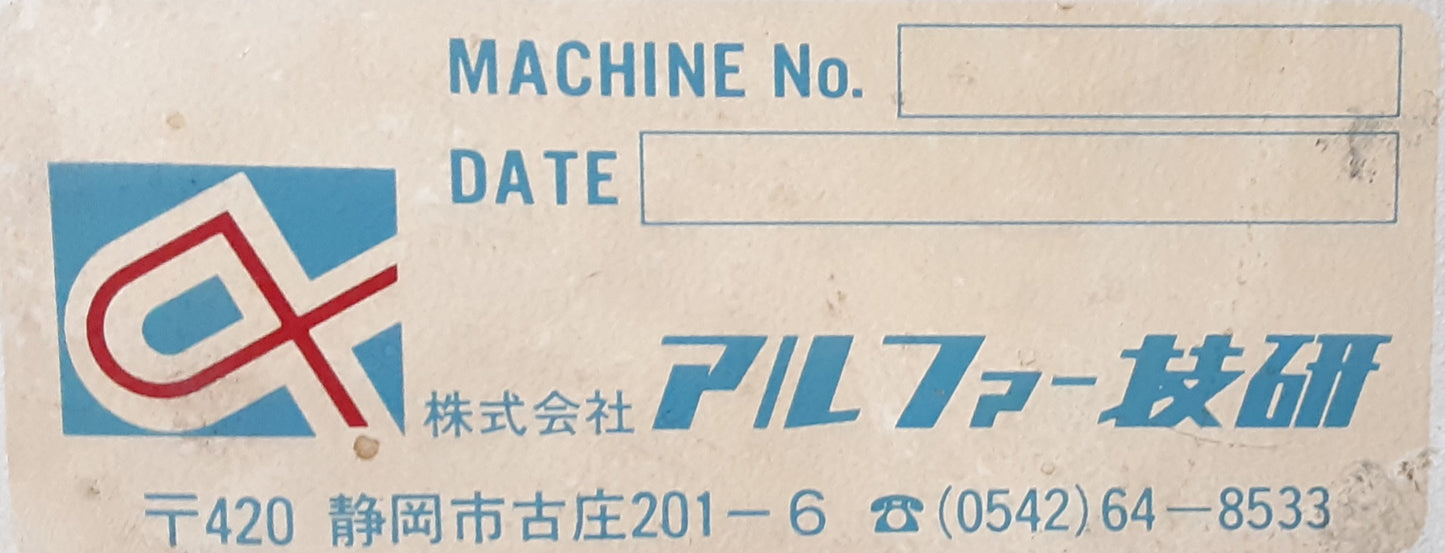 MACHINE No.
DATE
株式会社 アルファー技研
〒420 静岡市古庄201－6 ☎(0542)64－8533